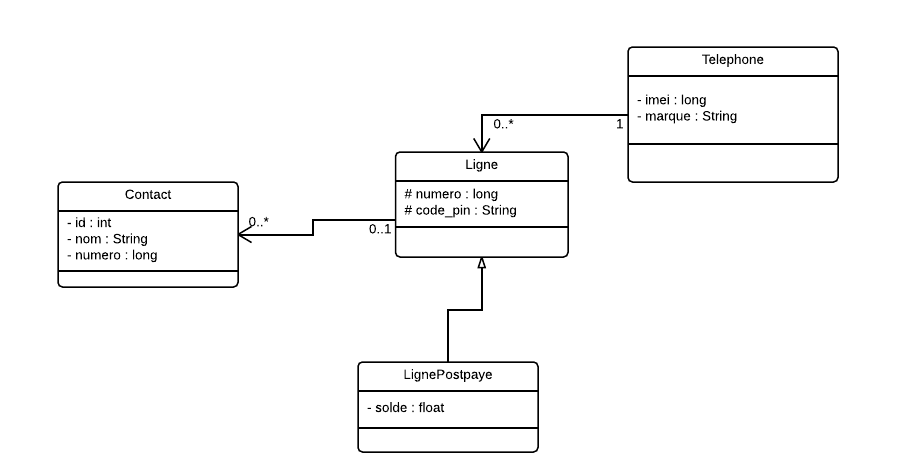 Telephone
- imei : long
- marque : String
0..*
1
Ligne
# numero : long
# code_pin : String
Contact
- id : int
- nom : String
- numero : long
0..*
0..1
LignePostpaye
- solde : float